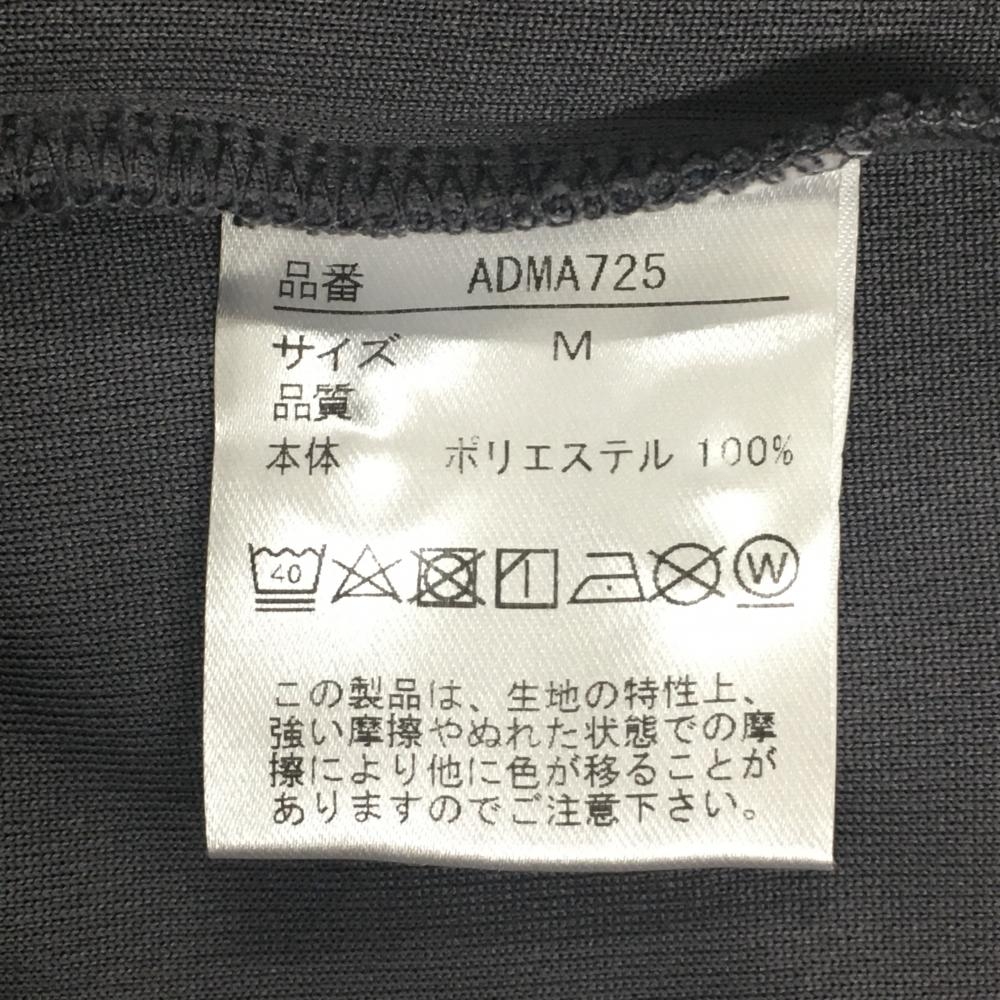 品番 ADMA725
サイズ M
品質
本体 ポリエステル 100%
40 W
この製品は、生地の特性上、
強い摩擦やぬれた状態での摩
擦により他に色が移ることが
ありますのでご注意下さい。